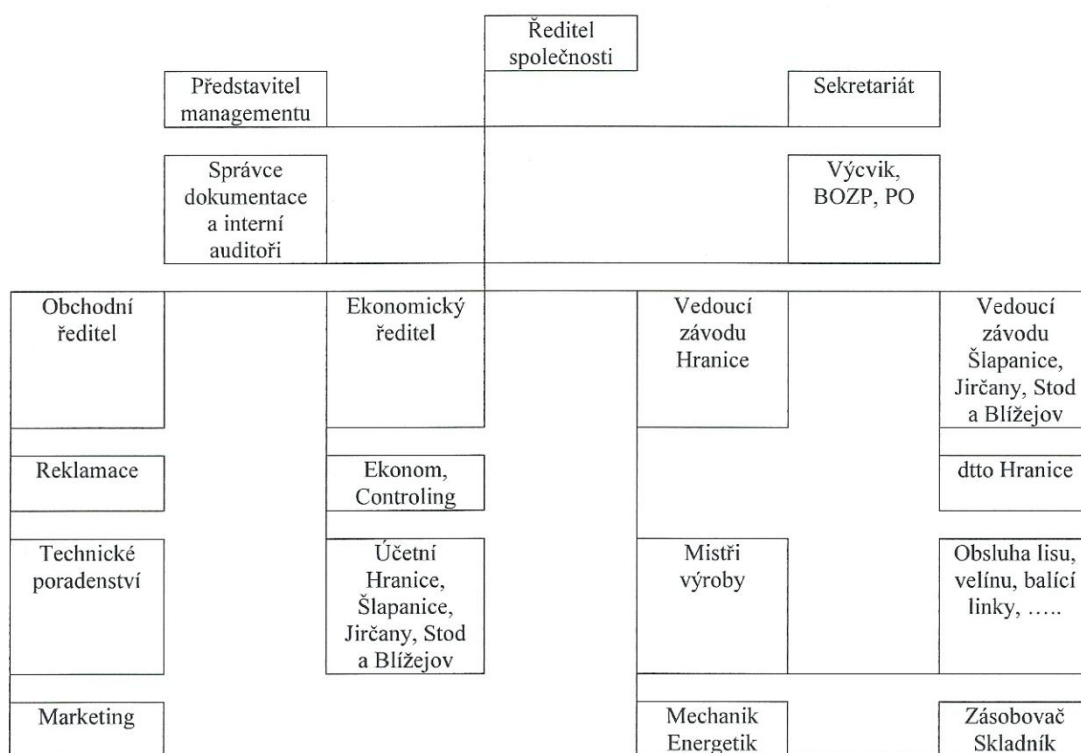 Ředitel
společnosti
Představitel
managementu
Sekretariát
Správce
dokumentace
a interní
auditoři
Výcvik,
BOZP, PO
Obchodní
ředitel
Ekonomický
ředitel
Vedoucí
závodu
Hranice
Vedoucí
závodu
Šlapanice,
Jirčany, Stod
a Blížejov
Reklamace
Ekonom,
Controling
dtto Hranice
Technické
poradenství
Účetní
Hranice,
Šlapanice,
Jirčany, Stod
a Blížejov
Mistři
výroby
Obsluha lisu,
velínu, balící
linky, …..
Marketing
Mechanik
Energetik
Zásobovač
Skladník